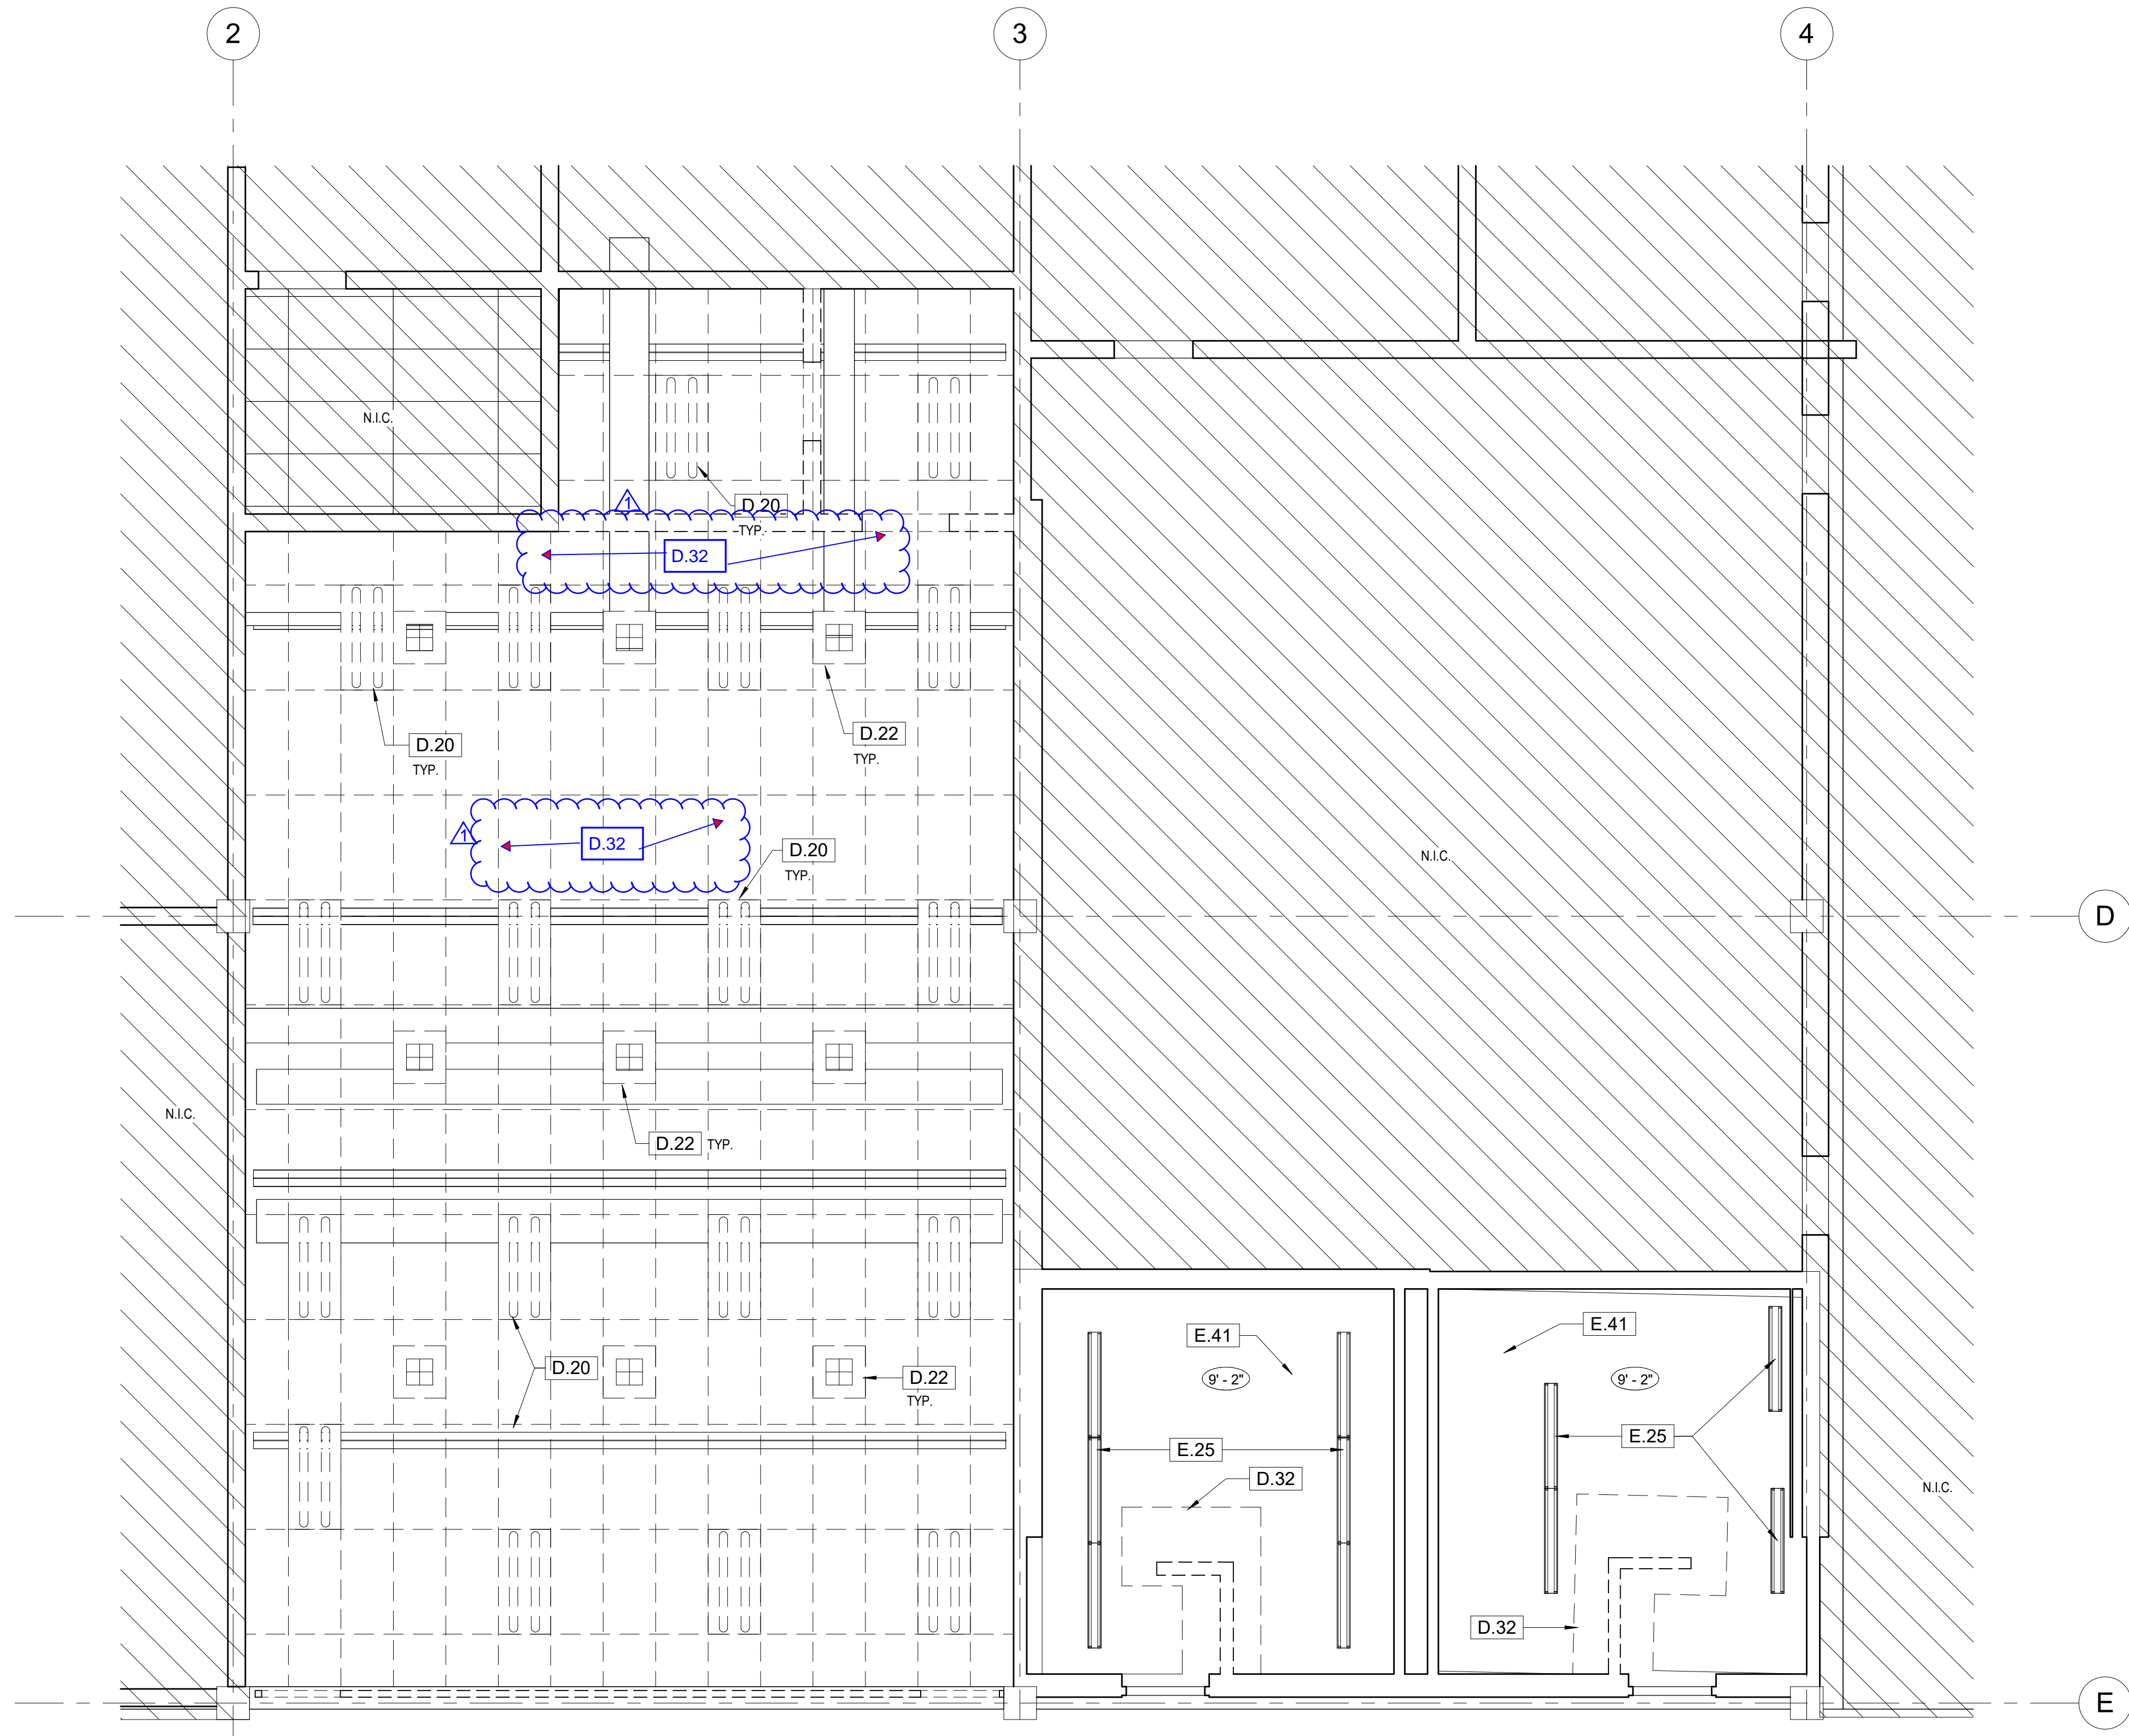 2
3
4
N.I.C.
D.20
TYP.
1
D.32
D.20
TYP.
D.22
TYP.
1
D.32
D.20
TYP.
N.I.C.
D
N.I.C.
D.22 TYP.
E.41
E.41
D.20
D.22
TYP.
9' - 2"
9' - 2"
E.25
E.25
D.32
N.I.C.
D.32
E